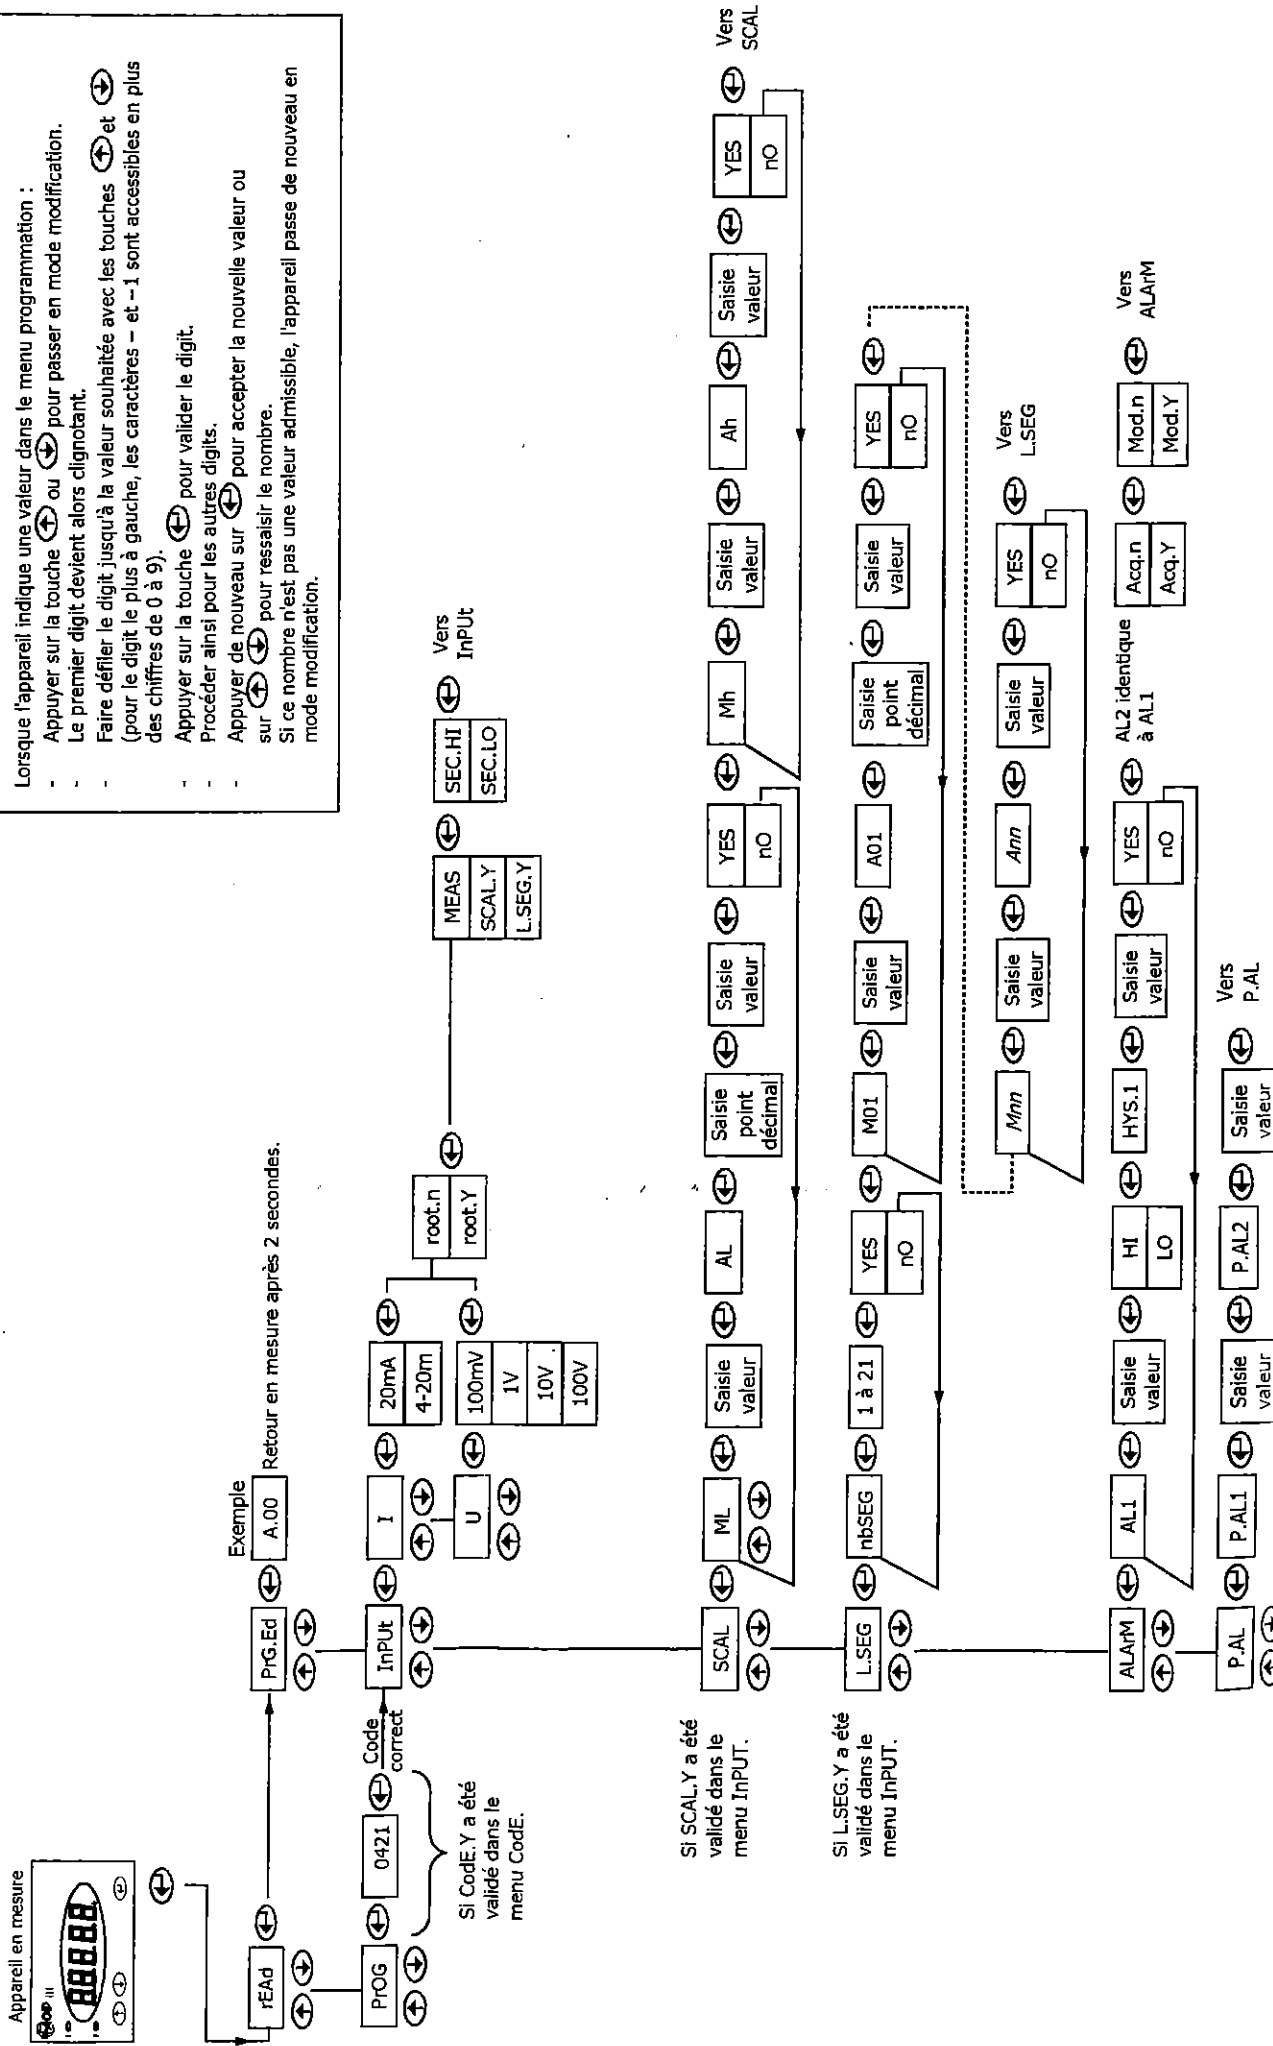 Appareil en mesure
rEAd
PrOG
0421
Code
correct
Si CodE.Y a été
validé dans le
menu CodE.
PrG.Ed
Exemple
A.00
Retour en mesure après 2 secondes.
InPUt
I
U
20mA
4-20m
100mV
1V
10V
100V
root.n
root.Y
MEAS
SCAL.Y
L.SEG.Y
SEC.HI
SEC.LO
Vers
InPUt
Lorsque l'appareil indique une valeur dans le menu programmation :
- Appuyer sur la touche ou pour passer en mode modification.
- Le premier digit devient alors clignotant.
- Faire défiler le digit jusqu'à la valeur souhaitée avec les touches et
(pour le digit le plus à gauche, les caractères – et –1 sont accessibles en plus
des chiffres de 0 à 9).
- Appuyer sur la touche pour valider le digit.
- Procéder ainsi pour les autres digits.
- Appuyer de nouveau sur pour accepter la nouvelle valeur ou
sur pour ressaisir le nombre.
Si ce nombre n'est pas une valeur admissible, l'appareil passe de nouveau en
mode modification.
Si SCAL.Y a été
validé dans le
menu InPUT.
SCAL
ML
Saisie
valeur
AL
Saisie
point
décimal
Saisie
valeur
YES
nO
Mh
Saisie
valeur
Ah
Saisie
valeur
YES
nO
Vers
SCAL
Si L.SEG.Y a été
validé dans le
menu InPUT.
L.SEG
nbSEG
1 à 21
YES
nO
M01
Saisie
valeur
A01
Saisie
point
décimal
Saisie
valeur
YES
nO
Mnn
Saisie
valeur
Ann
Saisie
valeur
YES
nO
Vers
L.SEG
ALArM
AL1
Saisie
valeur
HI
LO
HYS.1
Saisie
valeur
YES
nO
AL2 identique
à AL1
Acq.n
Acq.Y
Mod.n
Mod.Y
Vers
ALArM
P.AL
P.AL1
Saisie
valeur
P.AL2
Saisie
valeur
Vers
P.AL